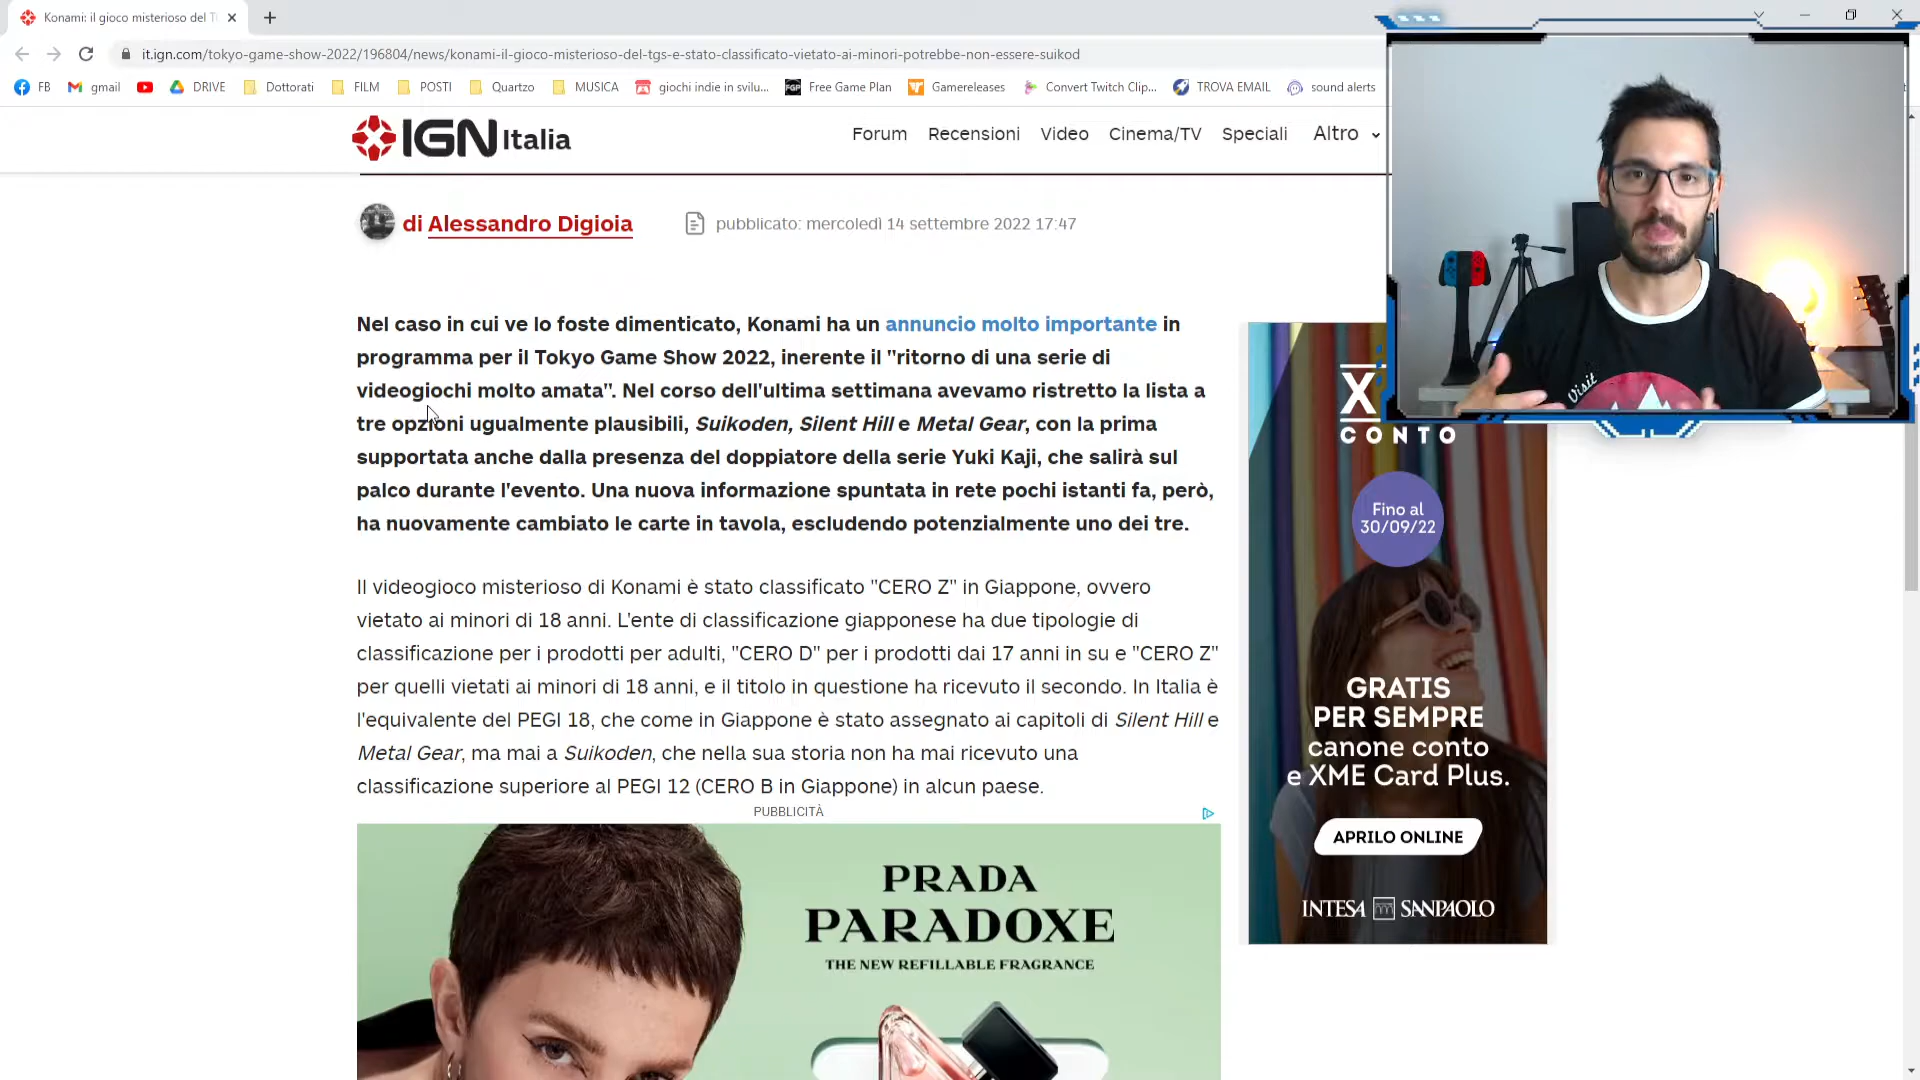 Konami: il gioco misterioso del T
it.ign.com/tokyo-game-show-2022/196804/news/konami-il-gioco-misterioso-del-tgs-e-stato-classificato-vietato-ai-minori-potrebbe-non-essere-suikod
FB
gmail
DRIVE
Dottorati
FILM
POSTI
Quartzo
MUSICA
giochi indie in svilu...
FGP
Free Game Plan
Gamereleases
Convert Twitch Clip...
TROVA EMAIL
sound alerts
IGN Italia
Forum
Recensioni
Video
Cinema/TV
Speciali
Altro
di Alessandro Digioia
pubblicato: mercoledì 14 settembre 2022 17:47
Nel caso in cui ve lo foste dimenticato, Konami ha un annuncio molto importante in
programma per il Tokyo Game Show 2022, inerente il "ritorno di una serie di
videogiochi molto amata". Nel corso dell'ultima settimana avevamo ristretto la lista a
tre opzioni ugualmente plausibili, Suikoden, Silent Hill e Metal Gear, con la prima
supportata anche dalla presenza del doppiatore della serie Yuki Kaji, che salirà sul
palco durante l'evento. Una nuova informazione spuntata in rete pochi istanti fa, però,
ha nuovamente cambiato le carte in tavola, escludendo potenzialmente uno dei tre.
Il videogioco misterioso di Konami è stato classificato "CERO Z" in Giappone, ovvero
vietato ai minori di 18 anni. L'ente di classificazione giapponese ha due tipologie di
classificazione per i prodotti per adulti, "CERO D" per i prodotti dai 17 anni in su e "CERO Z"
per quelli vietati ai minori di 18 anni, e il titolo in questione ha ricevuto il secondo. In Italia è
l'equivalente del PEGI 18, che come in Giappone è stato assegnato ai capitoli di Silent Hill e
Metal Gear, ma mai a Suikoden, che nella sua storia non ha mai ricevuto una
classificazione superiore al PEGI 12 (CERO B in Giappone) in alcun paese.
PUBBLICITÀ
PRADA
PARADOXE
THE NEW REFILLABLE FRAGRANCE
Visit
X
CONTO
Fino al
30/09/22
GRATIS
PER SEMPRE
canone conto
e XME Card Plus.
APRILO ONLINE
INTESA SANPAOLO